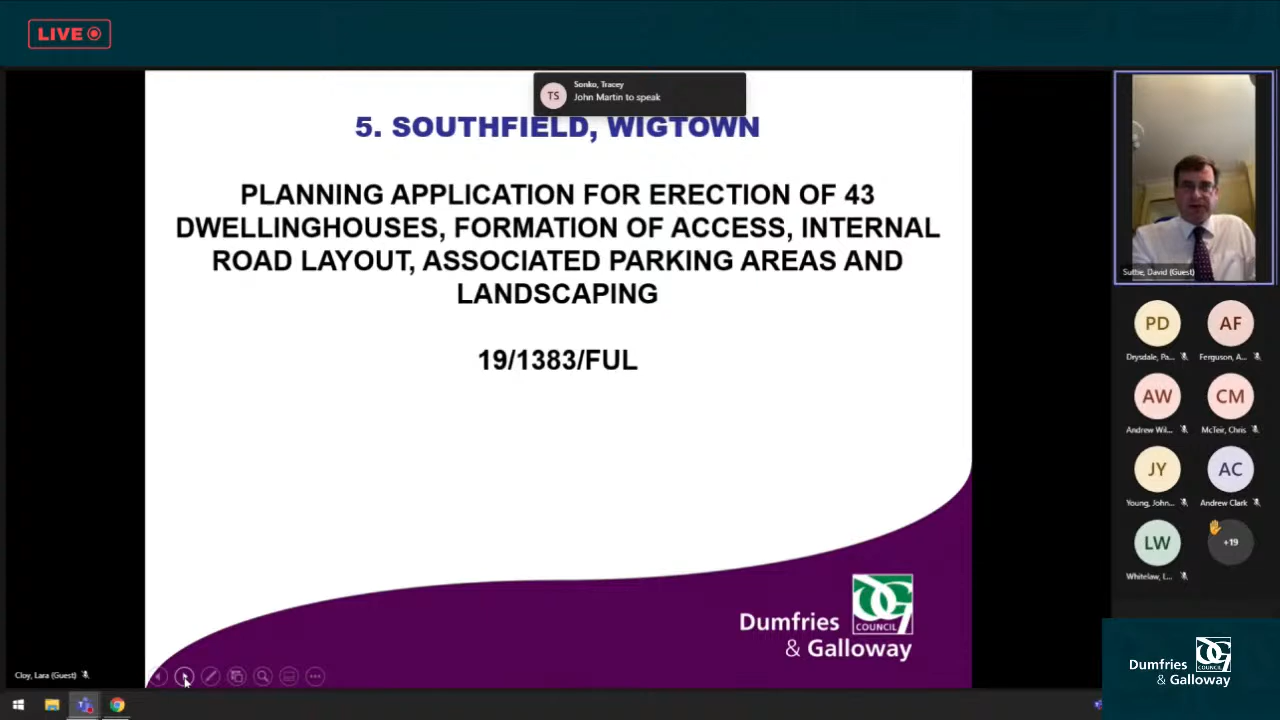 LIVE
TS
Sonko, Tracey
John Martin to speak
5. SOUTHFIELD, WIGTOWN
PLANNING APPLICATION FOR ERECTION OF 43
DWELLINGHOUSES, FORMATION OF ACCESS, INTERNAL
ROAD LAYOUT, ASSOCIATED PARKING AREAS AND
LANDSCAPING
19/1383/FUL
Dumfries
& Galloway
COUNCIL
Cloy, Lara (Guest)
Suttie, David (Guest)
PD
AF
Drysdale, Pa...
Ferguson, A...
AW
CM
Andrew Wil...
McTeir, Chris
JY
AC
Young, John...
Andrew Clark
LW
+19
Whitelaw, L...
Dumfries
& Galloway
COUNCIL